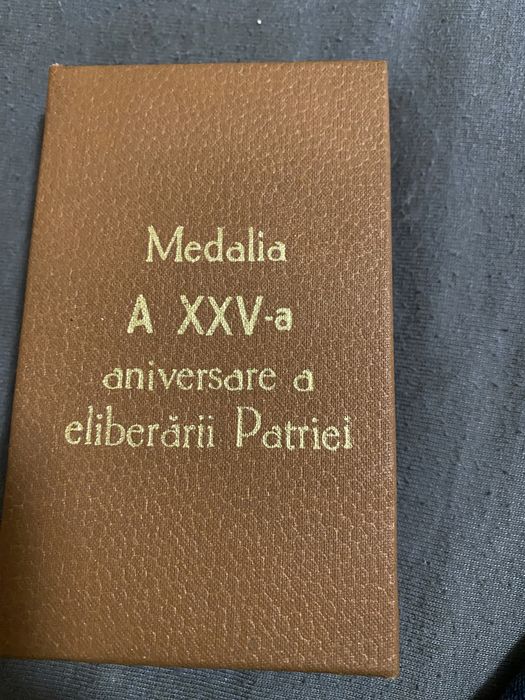 Medalia
A XXV-a
aniversare a
eliberării Patriei